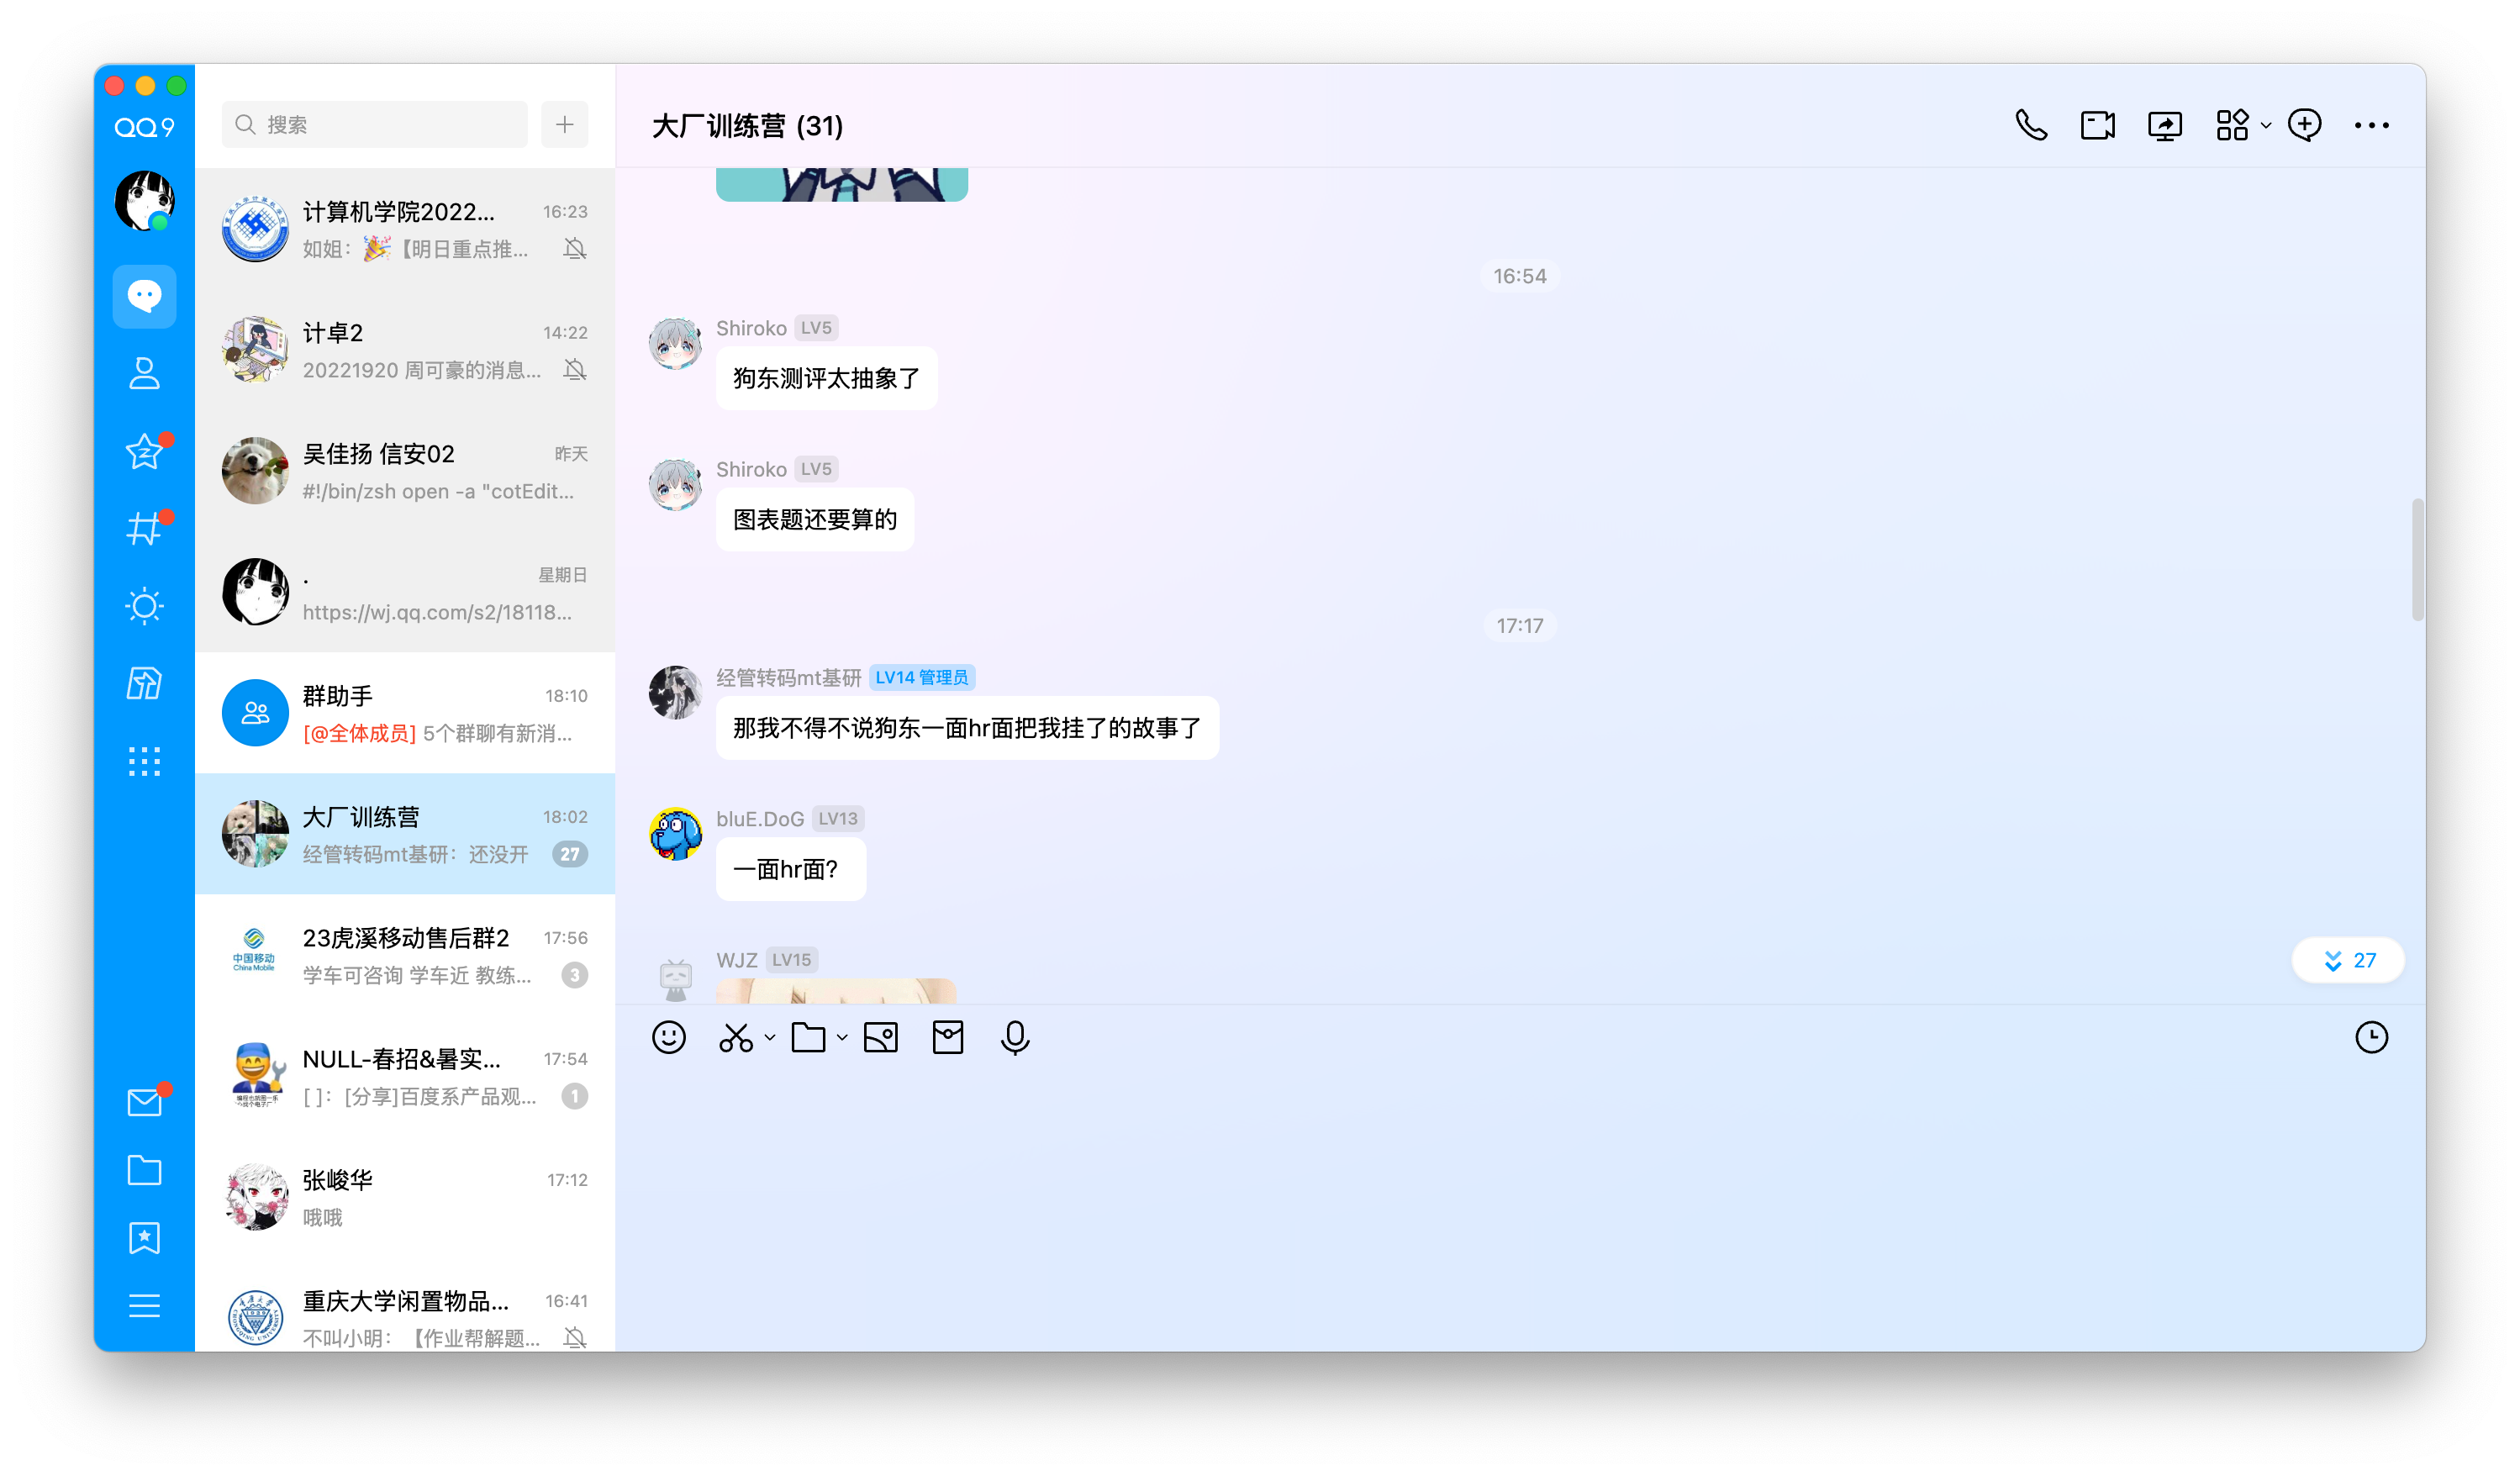 QQ9
搜索
计算机学院2022... 16:23
如姐：🎉【明日重点推...
计卓2 14:22
20221920 周可豪的消息...
吴佳扬 信安02 昨天
#!/bin/zsh open -a "cotEdit...
. 星期日
https://wj.qq.com/s2/18118...
群助手 18:10
[@全体成员] 5个群聊有新消...
大厂训练营 18:02
经管转码mt基研：还没开 27
中国移动
China Mobile
23虎溪移动售后群2 17:56
学车可咨询 学车近 教练... 3
NULL-春招&暑实... 17:54
[ ]：[分享]百度系产品观... 1
张峻华 17:12
哦哦
重庆大学闲置物品... 16:41
不叫小明：【作业帮解题...
大厂训练营 (31)
16:54
Shiroko LV5
狗东测评太抽象了
Shiroko LV5
图表题还要算的
17:17
经管转码mt基研 LV14 管理员
那我不得不说狗东一面hr面把我挂了的故事了
bluE.DoG LV13
一面hr面?
WJZ LV15
27